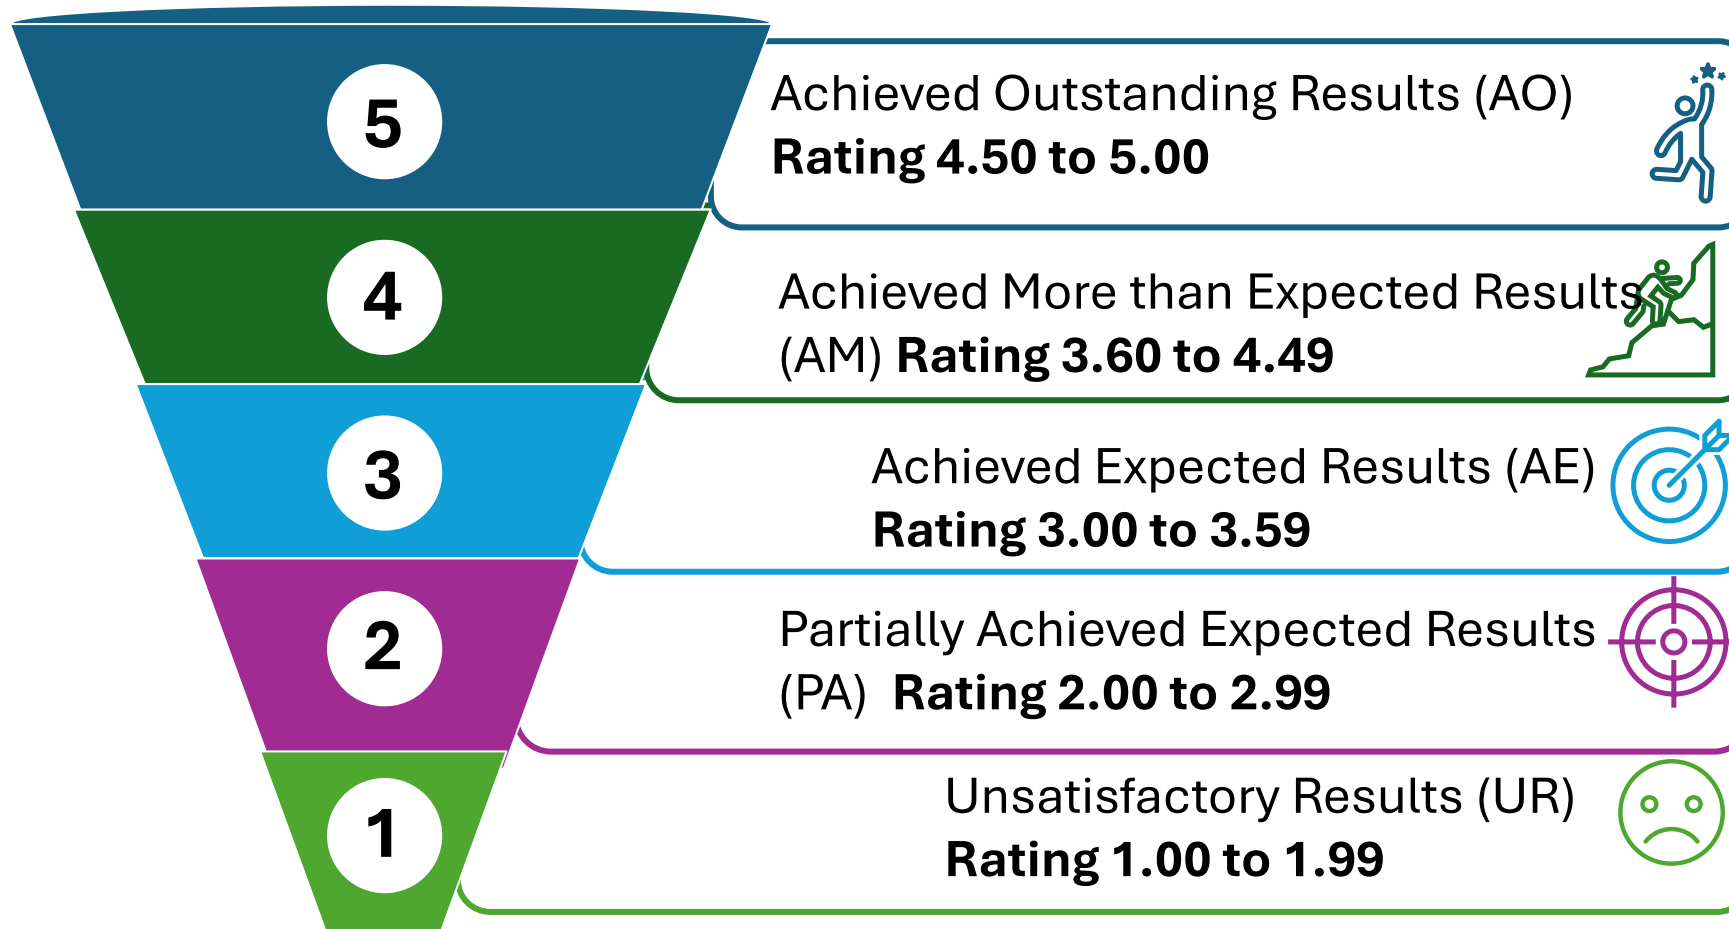 5
Achieved Outstanding Results (AO)
Rating 4.50 to 5.00
4
Achieved More than Expected Results
(AM) Rating 3.60 to 4.49
3
Achieved Expected Results (AE)
Rating 3.00 to 3.59
2
Partially Achieved Expected Results
(PA) Rating 2.00 to 2.99
1
Unsatisfactory Results (UR)
Rating 1.00 to 1.99